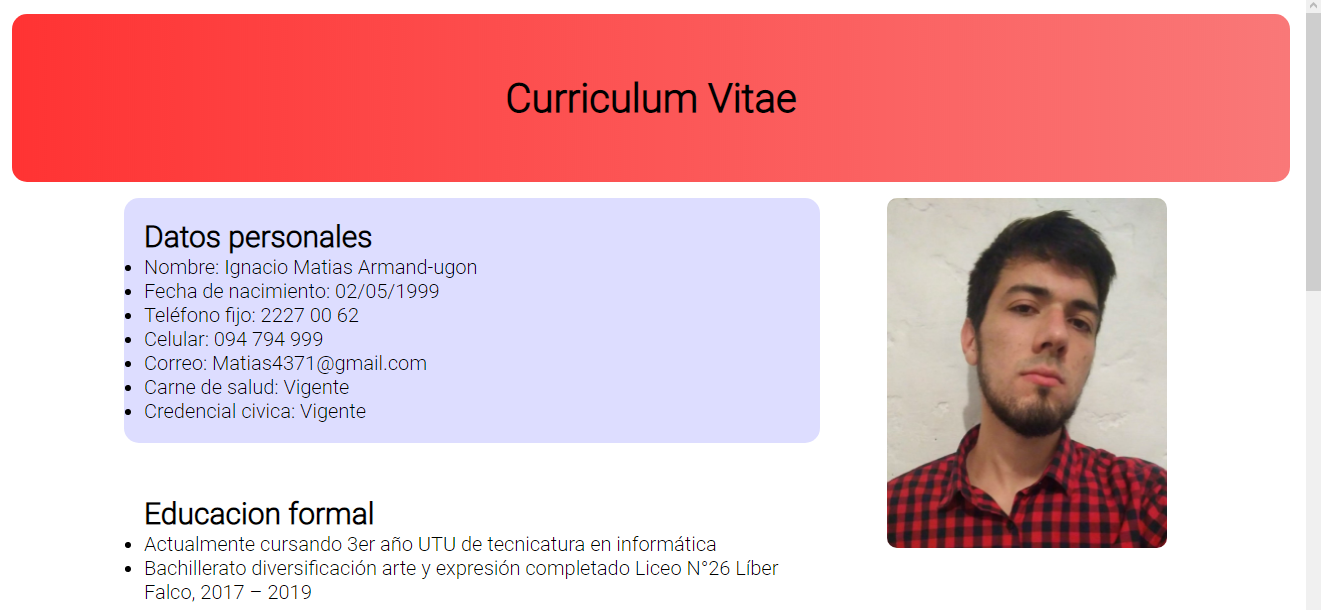 Curriculum Vitae
Datos personales
Nombre: Ignacio Matias Armand-ugon
Fecha de nacimiento: 02/05/1999
Teléfono fijo: 2227 00 62
Celular: 094 794 999
Correo: Matias4371@gmail.com
Carne de salud: Vigente
Credencial civica: Vigente
Educacion formal
Actualmente cursando 3er año UTU de tecnicatura en informática
Bachillerato diversificación arte y expresión completado Liceo N°26 Líber
Falco, 2017 – 2019